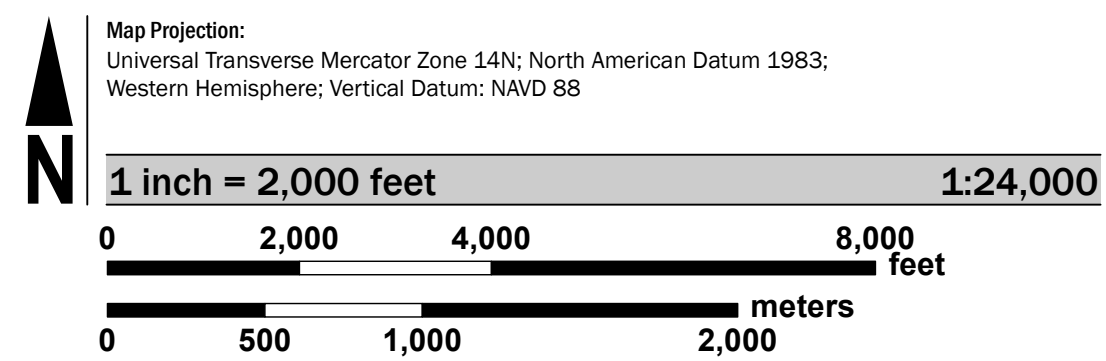 Map Projection:
Universal Transverse Mercator Zone 14N; North American Datum 1983;
Western Hemisphere; Vertical Datum: NAVD 88
N
1 inch = 2,000 feet 1:24,000
0 2,000 4,000 8,000
feet
meters
0 500 1,000 2,000